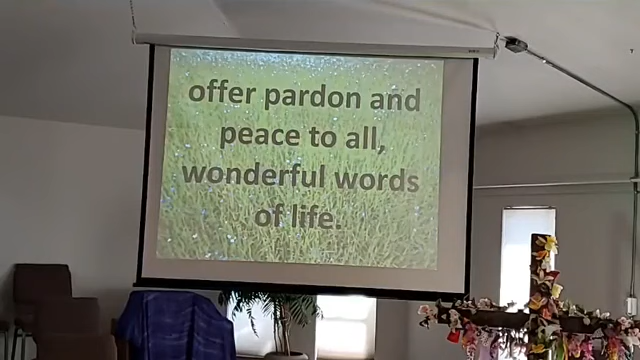 offer pardon and
peace to all,
wonderful words
of life.